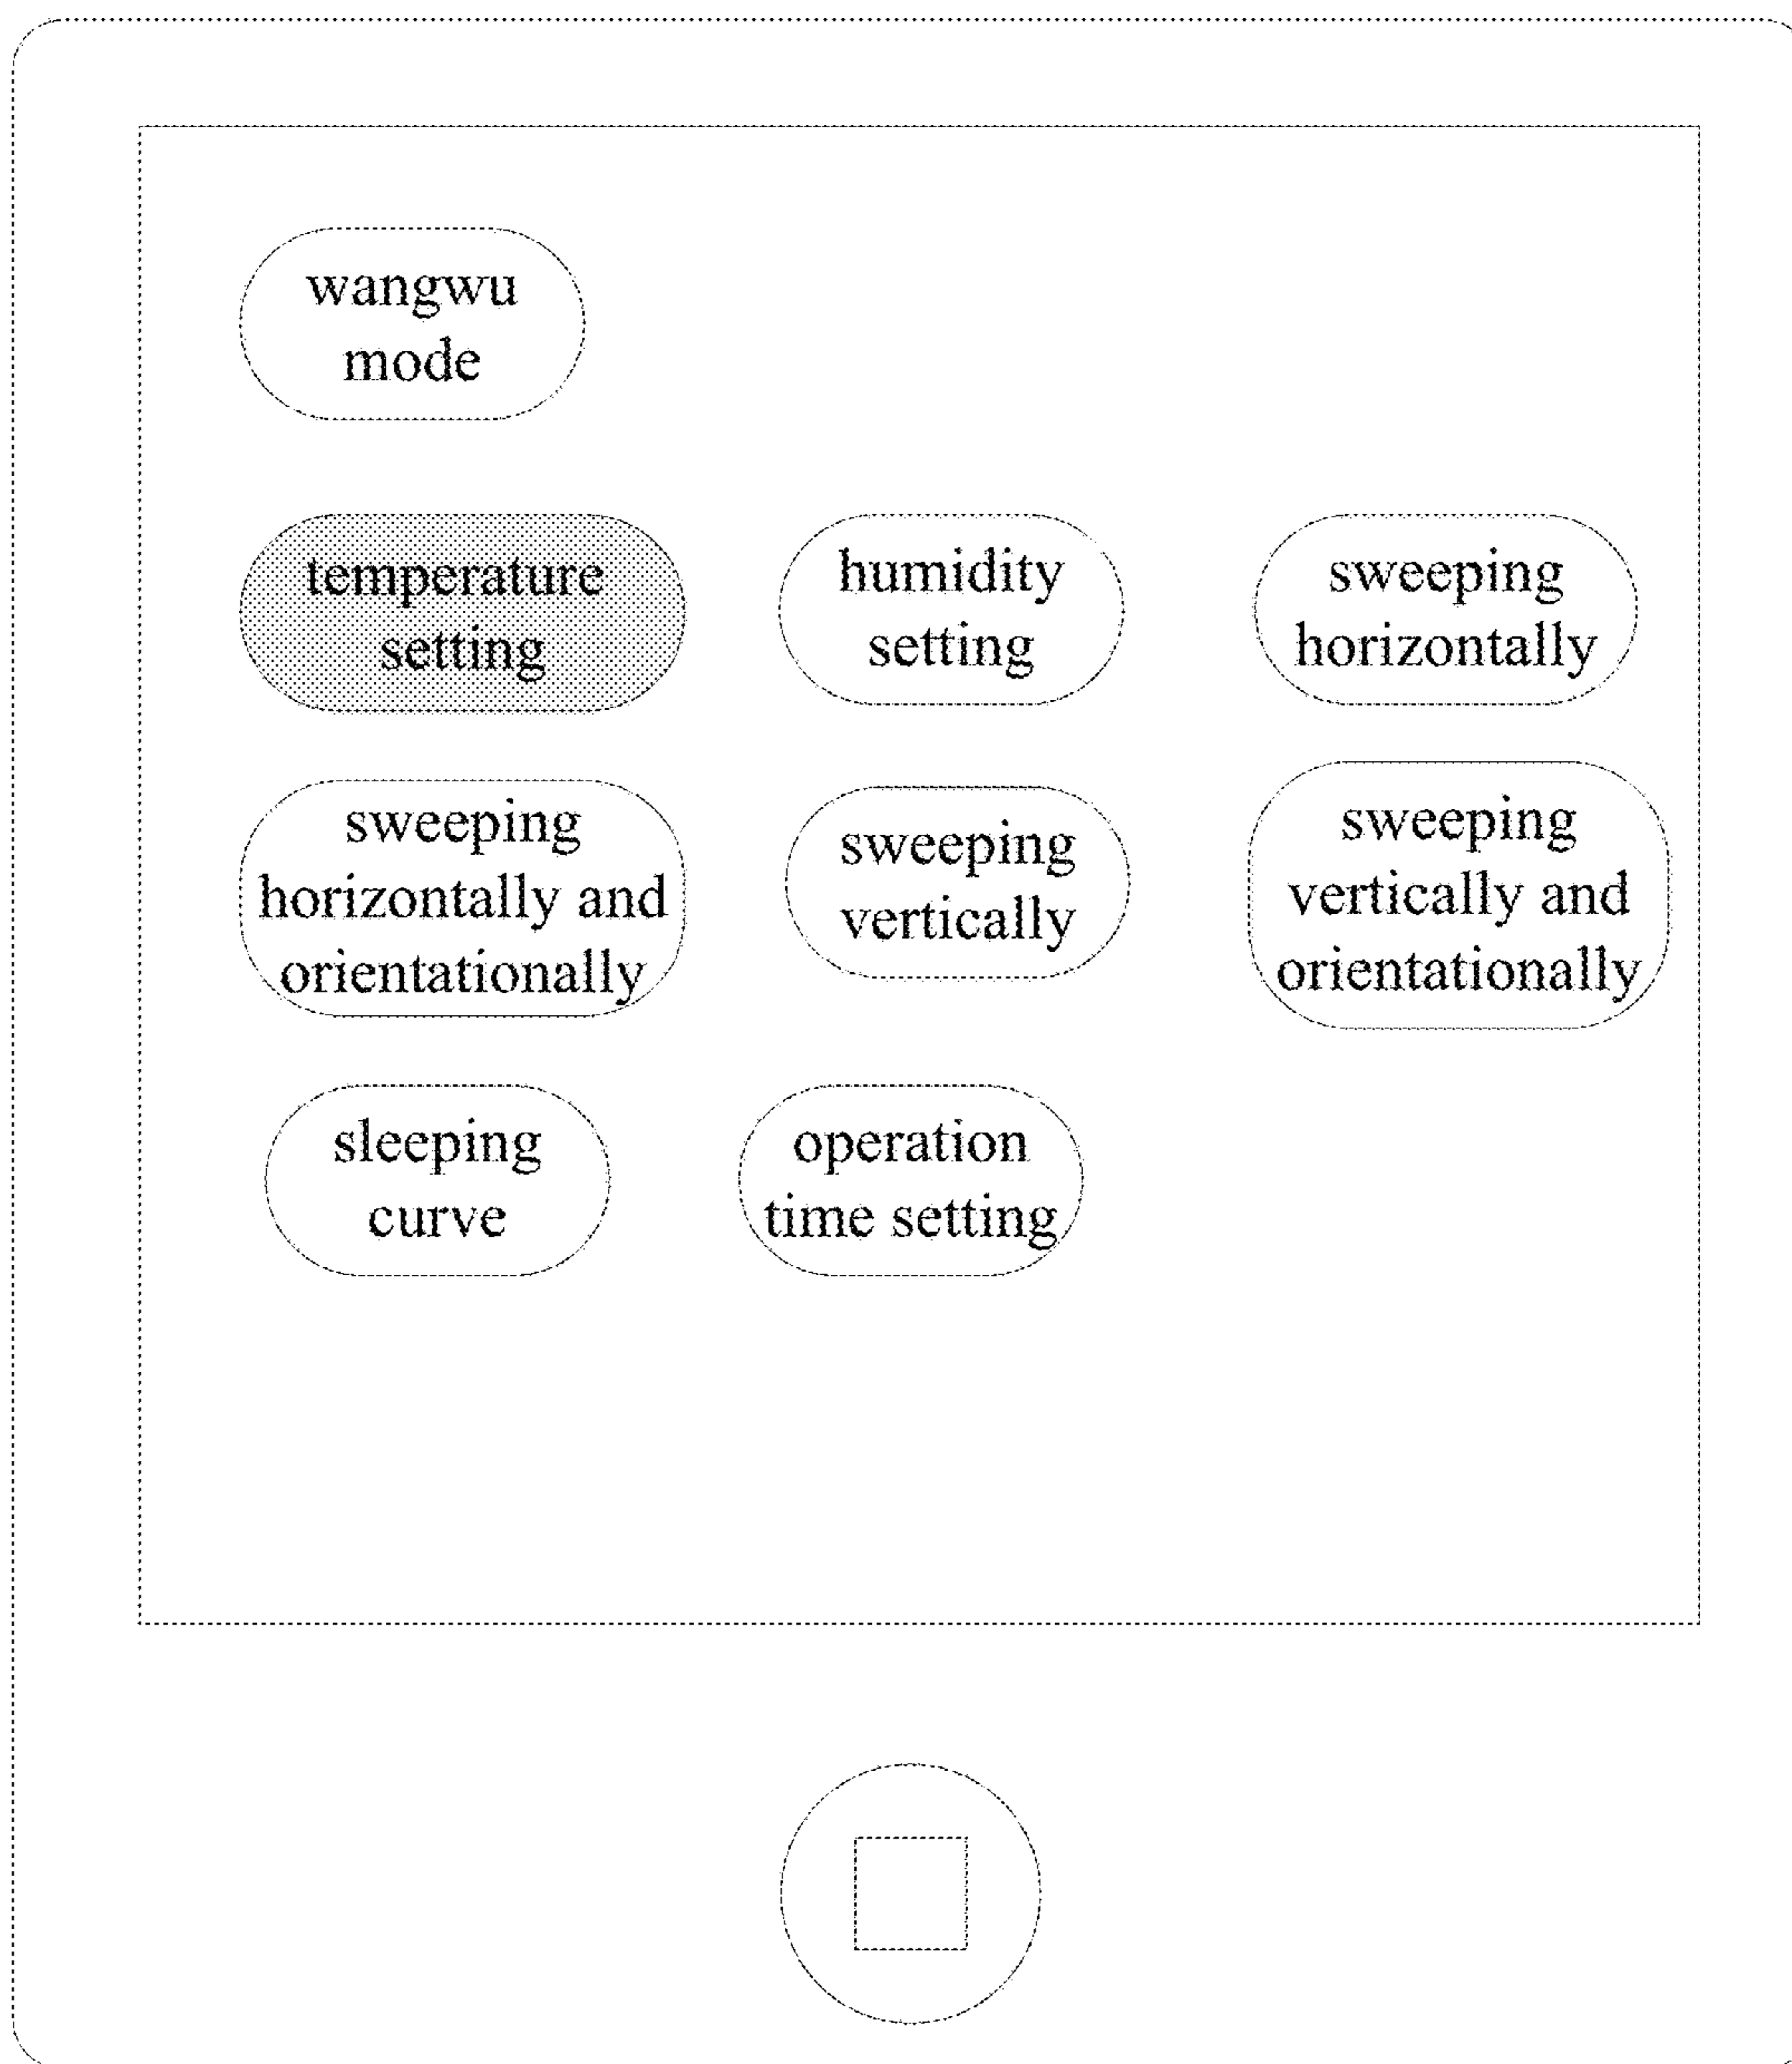 wangwu
mode
temperature
setting
humidity
setting
sweeping
horizontally
sweeping
horizontally and
orientationally
sweeping
vertically
sweeping
vertically and
orientationally
sleeping
curve
operation
time setting